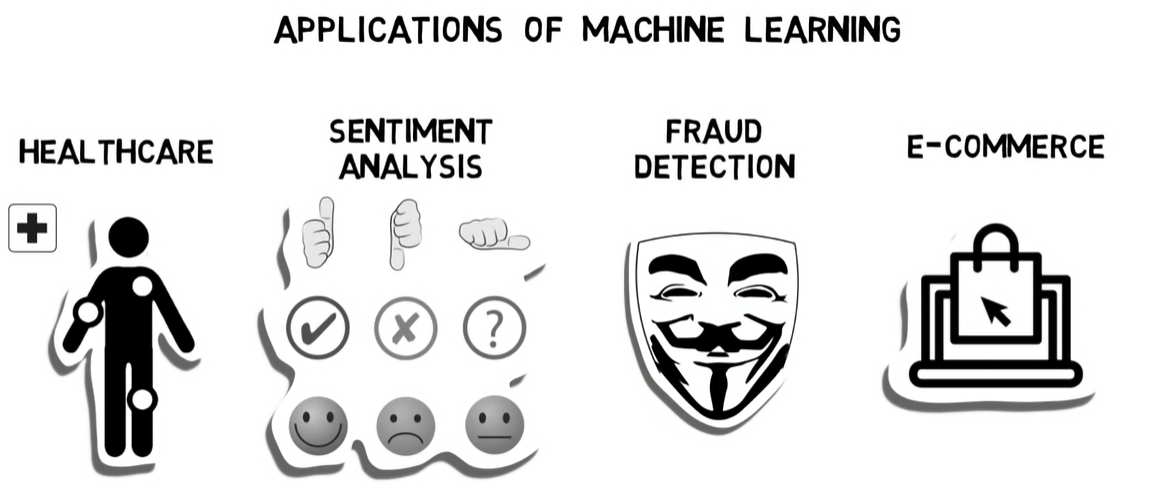 APPLICATIONS OF MACHINE LEARNING
HEALTHCARE
SENTIMENT
ANALYSIS
FRAUD
DETECTION
E-COMMERCE
?